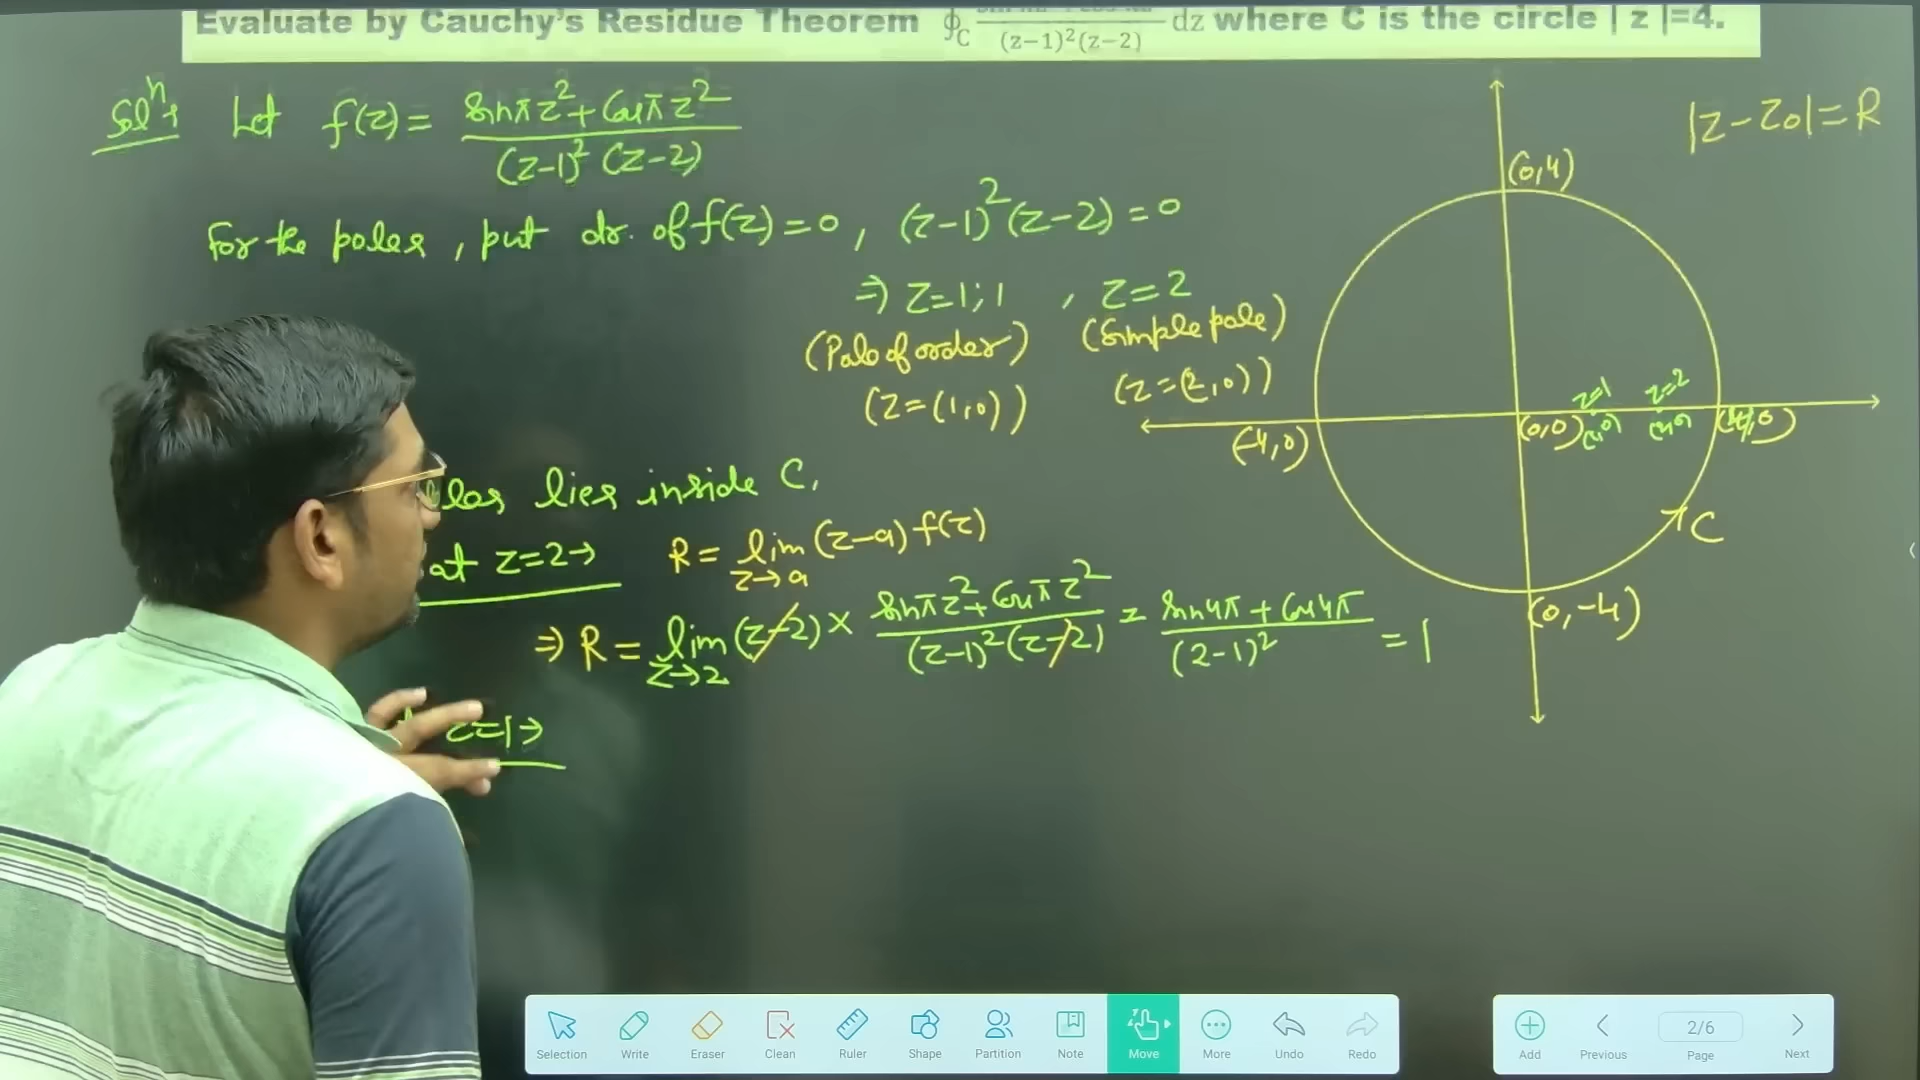 Evaluate by Cauchy's Residue Theorem ∮C / (z−1)²(z−2) dz where C is the circle | z |=4.
Solⁿ: Let f(z) = sinπz² + cosπz² / (z−1)² (z−2)
|z−z0|=R
For the poles, put dr. of f(z) = 0, (z−1)² (z−2) = 0
⇒ z=1,1 , z=2
(Pole of order) (Simple pole)
(z=(1,0)) (z=(2,0))
(0,4)
z=1 z=2
(−4,0) (0,0) (4,0)
C
(0,−4)
lies inside C.
at z=2→ R = lim z→a (z−a) f(z)
⇒ R = lim z→2 (z−2) × sinπz² + cosπz² / (z−1)² (z−2) = sin4π + cos4π / (2−1)² = 1
z=1→
Selection Write Eraser Clean Ruler Shape Partition Note Move More Undo Redo
Add Previous 2/6 Page Next